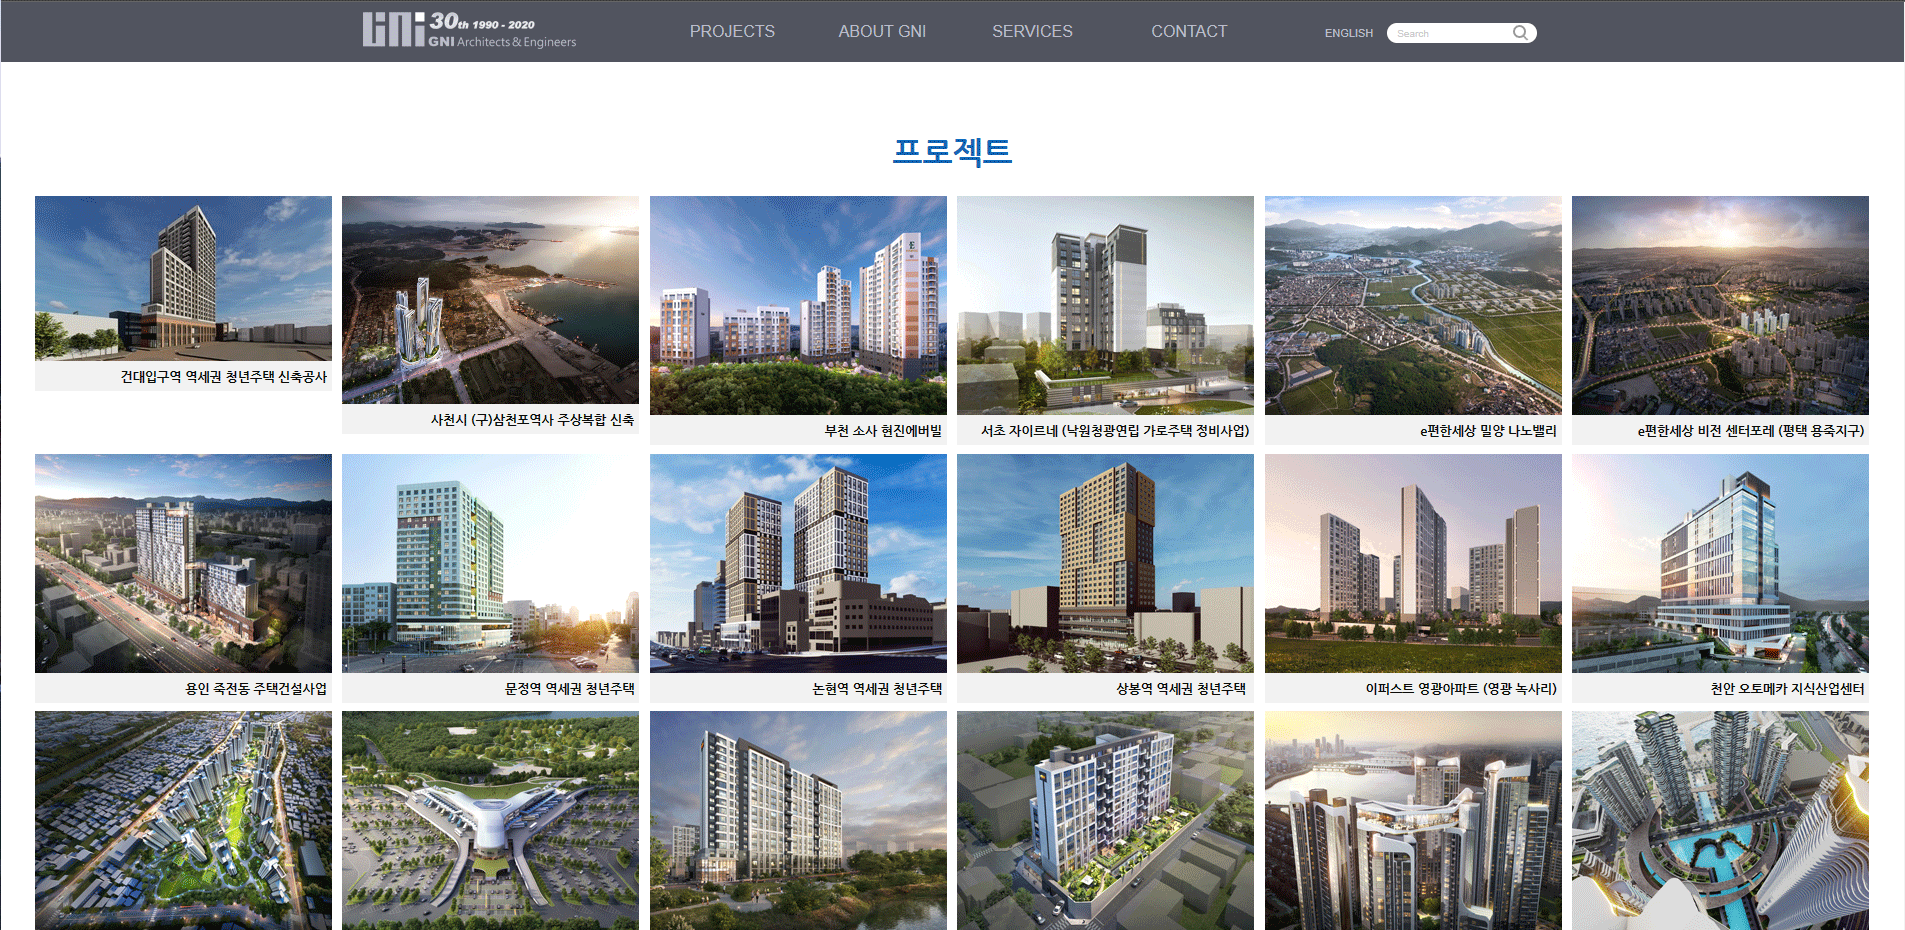 GNI 30th 1990 - 2020
GNI Architects & Engineers
PROJECTS
ABOUT GNI
SERVICES
CONTACT
ENGLISH
Search
프로젝트
건대입구역 역세권 청년주택 신축공사
사천시 (구)삼천포역사 주상복합 신축
부천 소사 현진에버빌
서초 자이르네 (낙원청광연립 가로주택 정비사업)
e편한세상 밀양 나노밸리
e편한세상 비전 센터포레 (평택 용죽지구)
용인 죽전동 주택건설사업
문정역 역세권 청년주택
논현역 역세권 청년주택
상봉역 역세권 청년주택
이퍼스트 영광아파트 (영광 녹사리)
천안 오토메카 지식산업센터